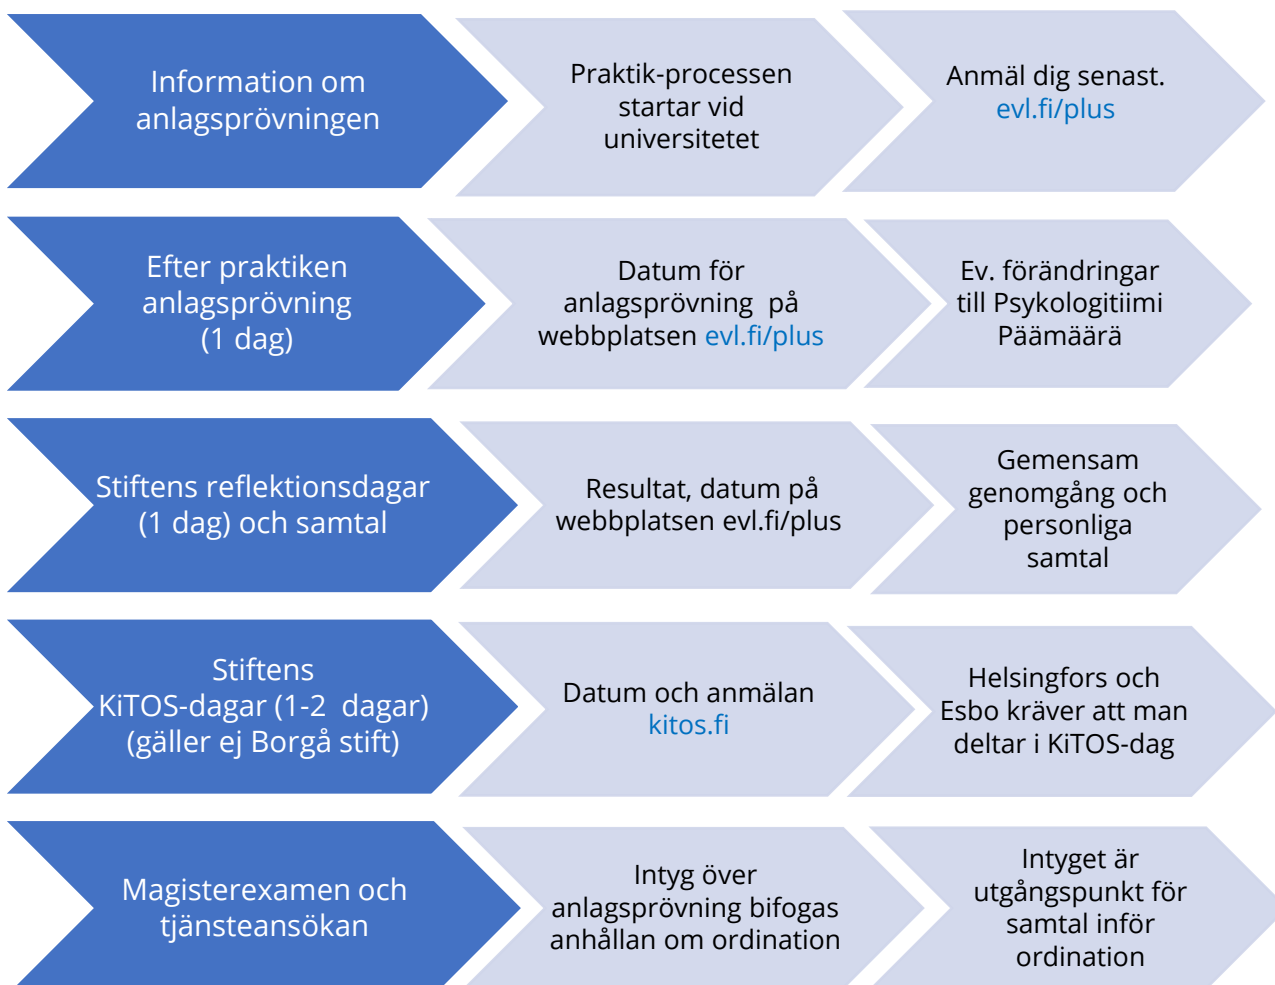 Information om
anlagsprövningen
Praktik-processen
startar vid
universitetet
Anmäl dig senast.
evl.fi/plus
Efter praktiken
anlagsprövning
(1 dag)
Datum för
anlagsprövning på
webbplatsen evl.fi/plus
Ev. förändringar
till Psykologitiimi
Päämäärä
Stiftens reflektionsdagar
(1 dag) och samtal
Resultat, datum på
webbplatsen evl.fi/plus
Gemensam
genomgång och
personliga
samtal
Stiftens
KiTOS-dagar (1-2 dagar)
(gäller ej Borgå stift)
Datum och anmälan
kitos.fi
Helsingfors och
Esbo kräver att man
deltar i KiTOS-dag
Magisterexamen och
tjänsteansökan
Intyg över
anlagsprövning bifogas
anhållan om ordination
Intyget är
utgångspunkt för
samtal inför
ordination